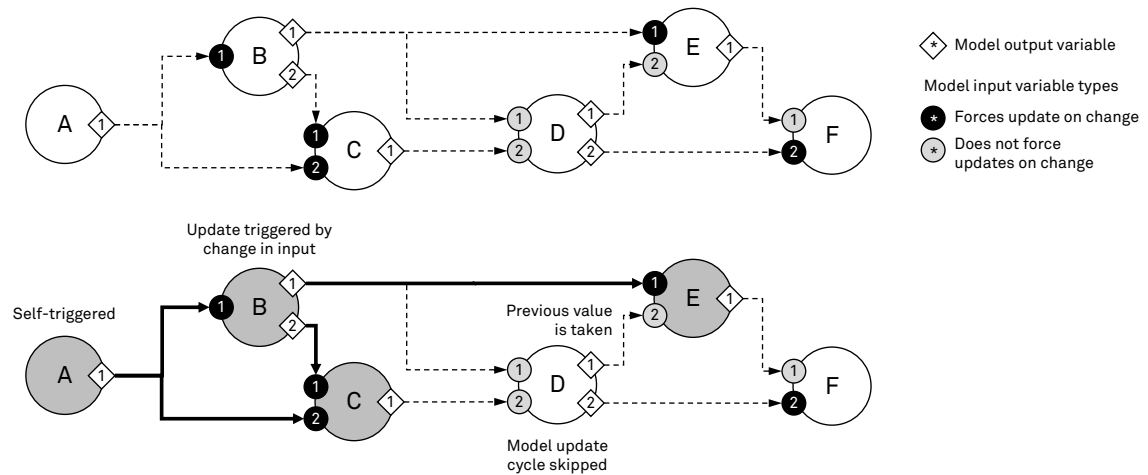 A
1
1
B
1
2
1
2
C
1
1
2
D
1
2
1
2
E
1
1
2
F
* Model output variable
Model input variable types
* Forces update on change
* Does not force
updates on change
Update triggered by
change in input
Self-triggered
A
1
1
B
1
2
1
2
C
1
Previous value
is taken
1
2
D
1
2
Model update
cycle skipped
1
2
E
1
1
2
F